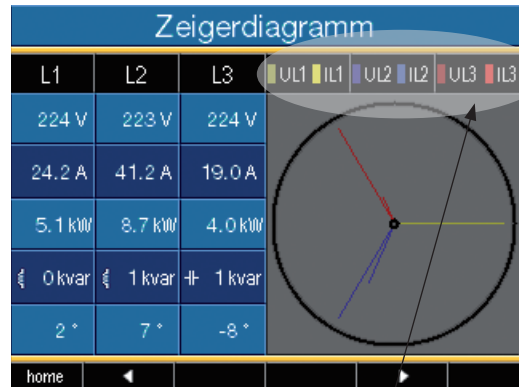 Zeigerdiagramm
L1 L2 L3 UL1 IL1 UL2 IL2 UL3 IL3
224 V 223 V 224 V
24.2 A 41.2 A 19.0 A
5.1 kW 8.7 kW 4.0 kW
0 kvar 1 kvar 1 kvar
2 ° 7 ° -8 °
home